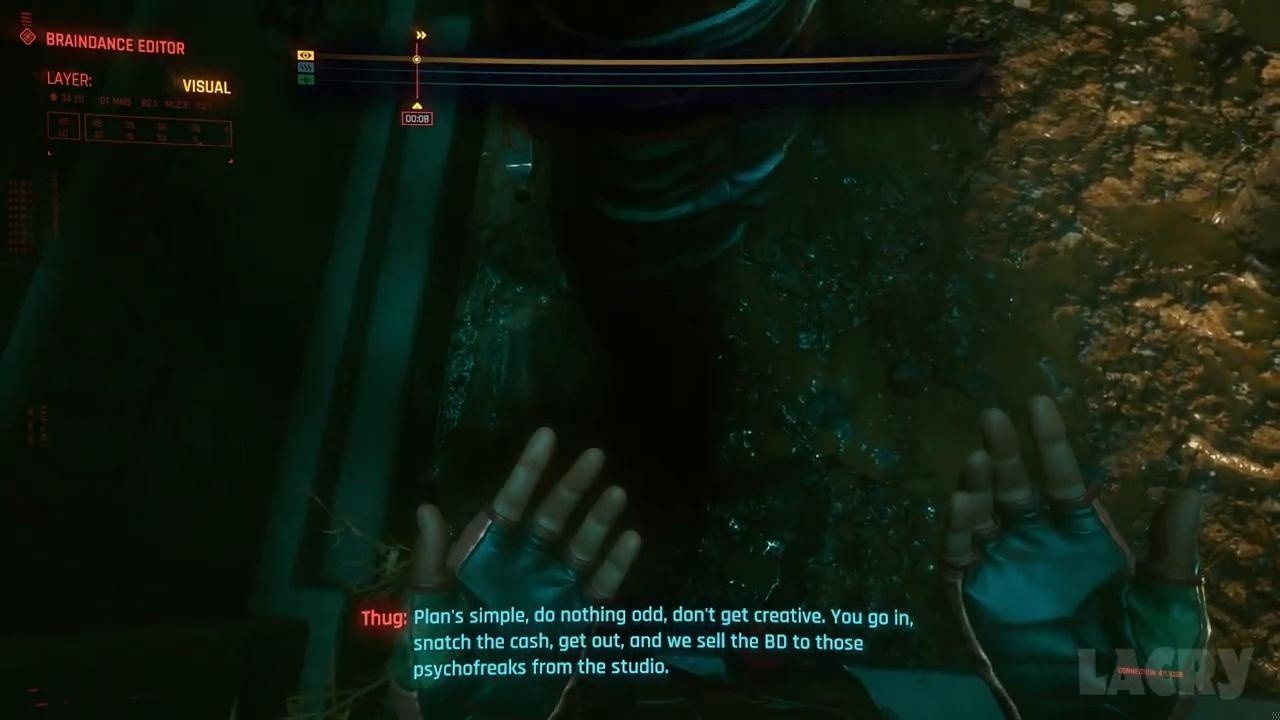 BRAINDANCE EDITOR
LAYER:
VISUAL
00:08
Thug: Plan's simple, do nothing odd, don't get creative. You go in,
snatch the cash, get out, and we sell the BD to those
psychofreaks from the studio.
LACRY